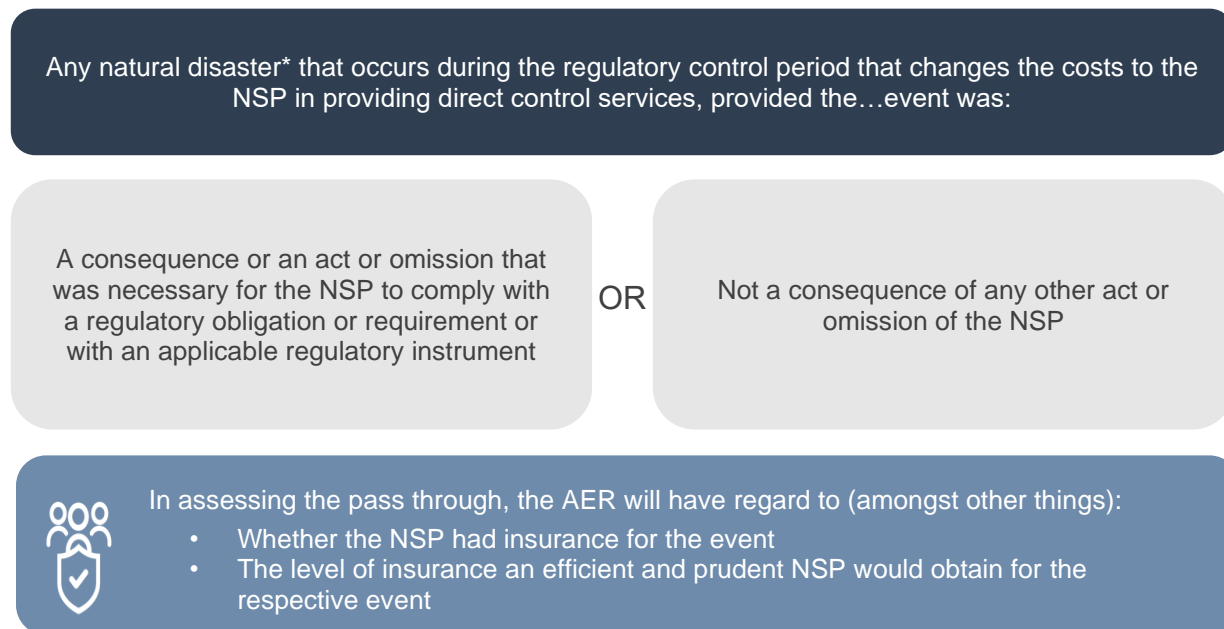 Any natural disaster* that occurs during the regulatory control period that changes the costs to the
NSP in providing direct control services, provided the…event was:
A consequence or an act or omission that
was necessary for the NSP to comply with
a regulatory obligation or requirement or
with an applicable regulatory instrument
OR
Not a consequence of any other act or
omission of the NSP
In assessing the pass through, the AER will have regard to (amongst other things):
• Whether the NSP had insurance for the event
• The level of insurance an efficient and prudent NSP would obtain for the
respective event